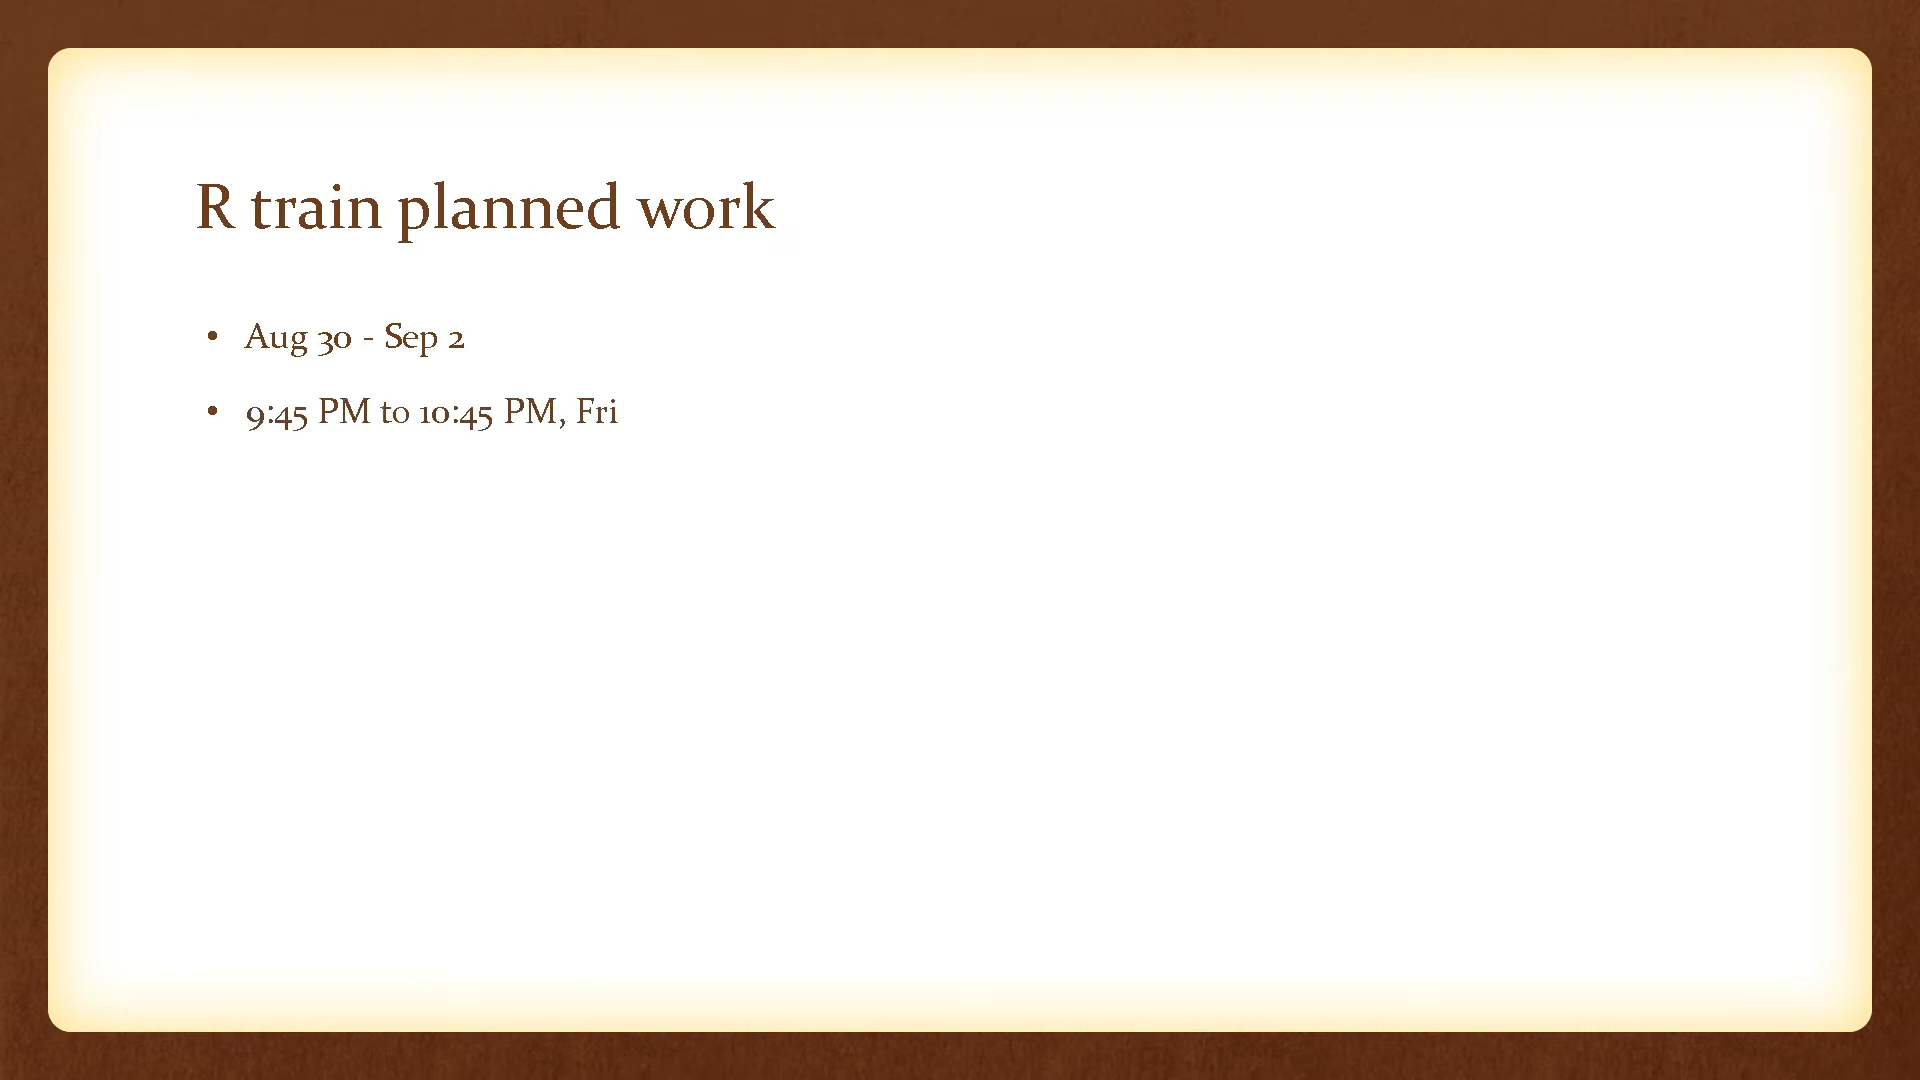 R train planned work
• Aug 30 - Sep 2
• 9:45 PM to 10:45 PM, Fri